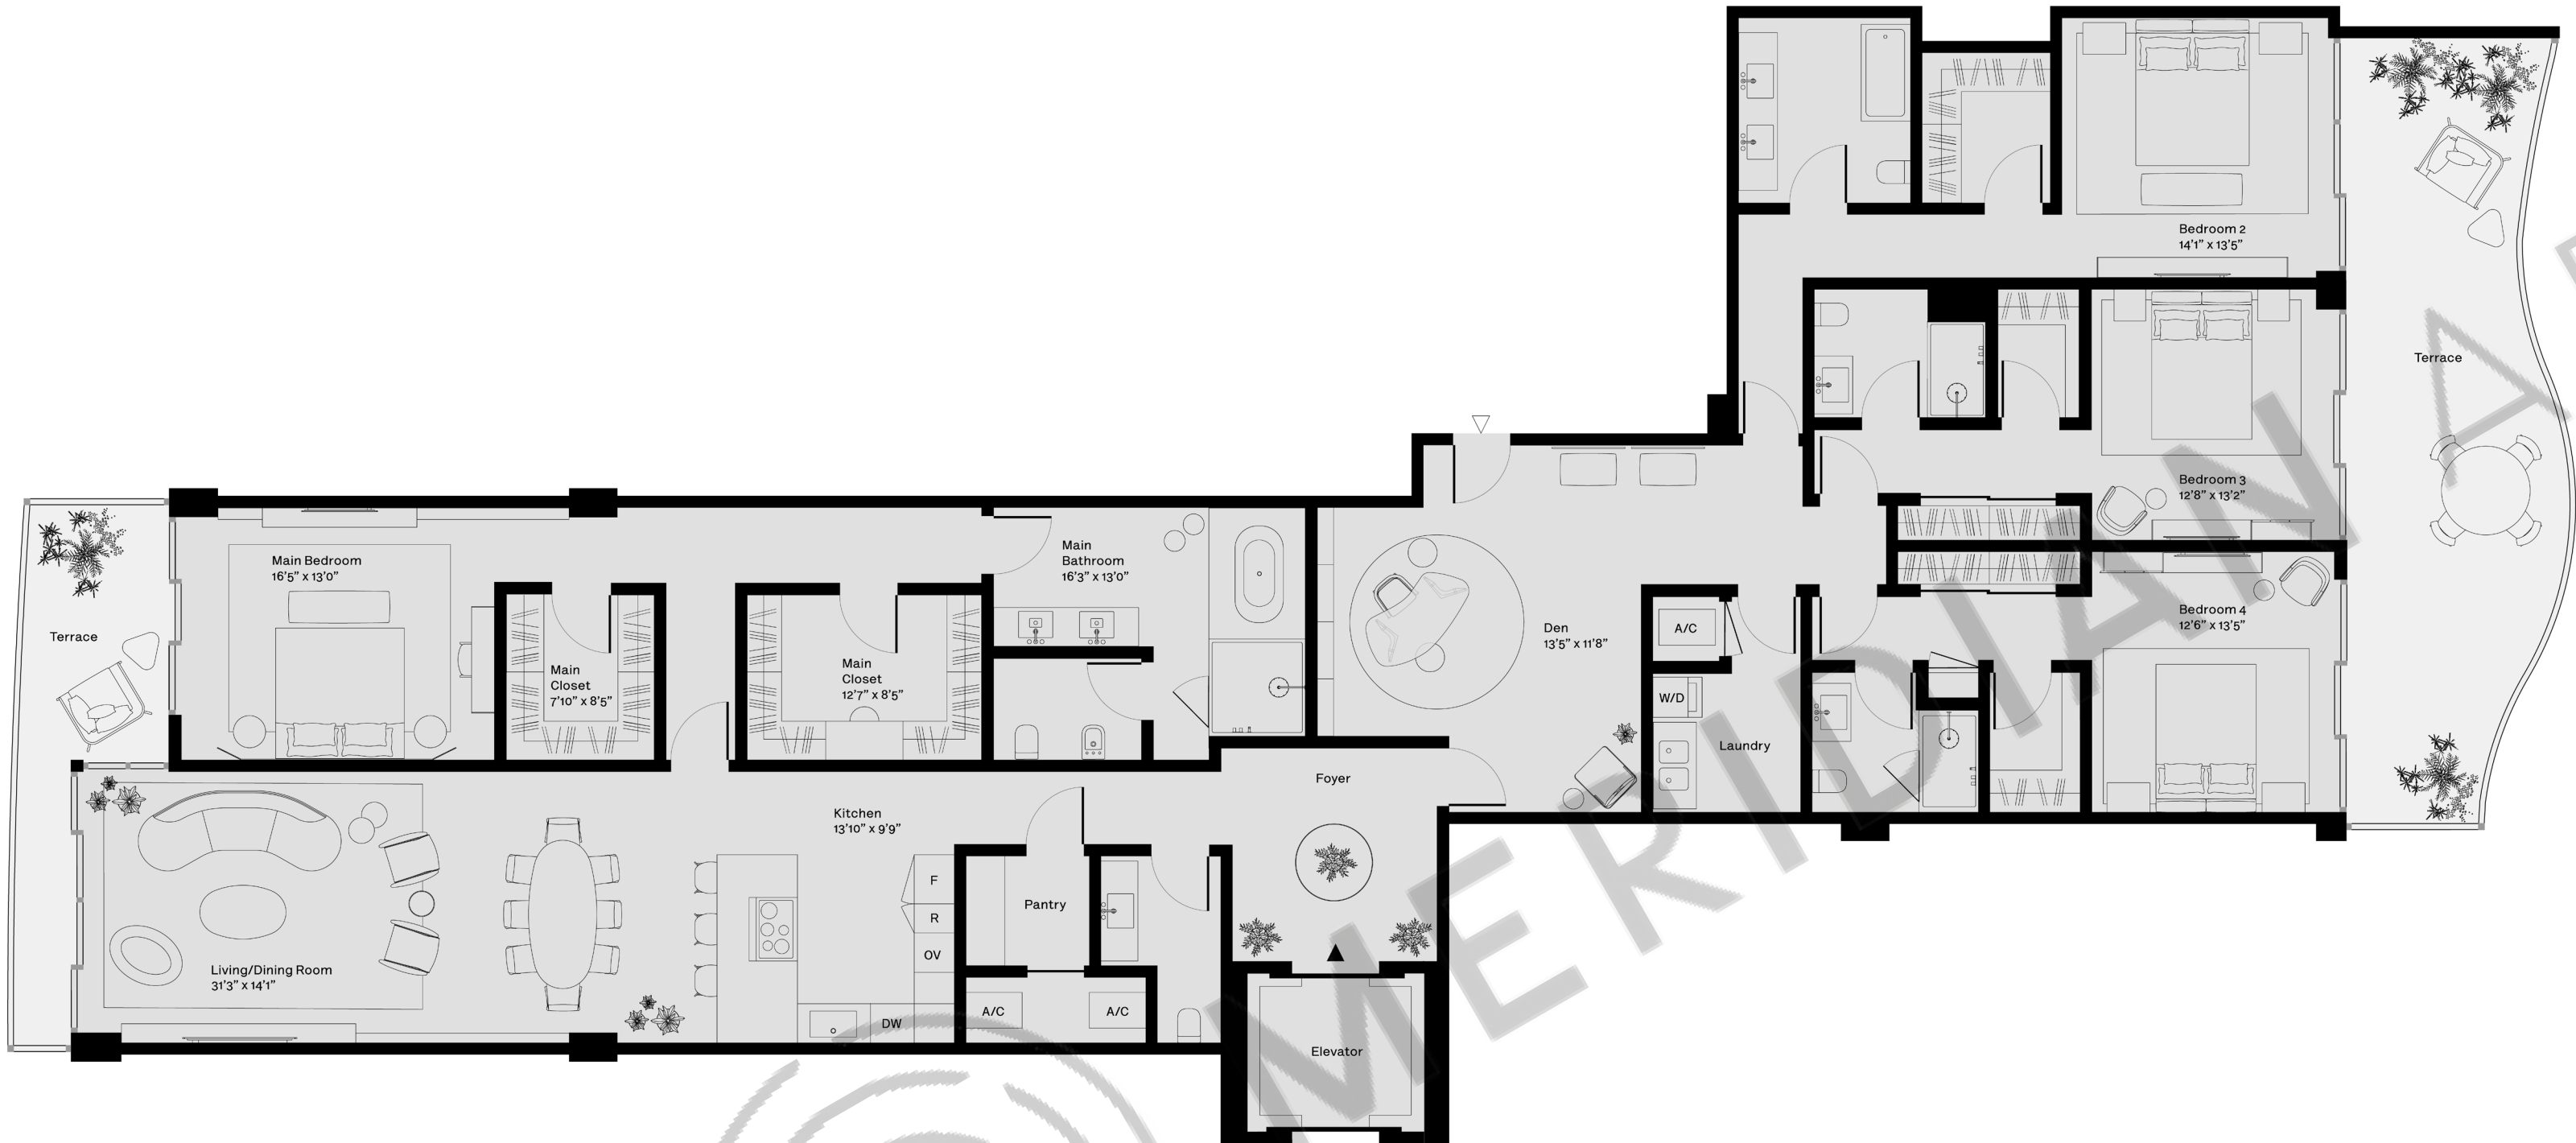 Bedroom 2
14'1" x 13'5"
Terrace
Bedroom 3
12'8" x 13'2"
Main Bedroom
16'5" x 13'0"
Main
Bathroom
16'3" x 13'0"
Bedroom 4
12'6" x 13'5"
Terrace
Main
Closet
7'10" x 8'5"
Main
Closet
12'7" x 8'5"
Den
13'5" x 11'8"
A/C
W/D
Laundry
Foyer
Kitchen
13'10" x 9'9"
F
R
OV
DW
Pantry
A/C
A/C
Living/Dining Room
31'3" x 14'1"
Elevator
MERIDIAN